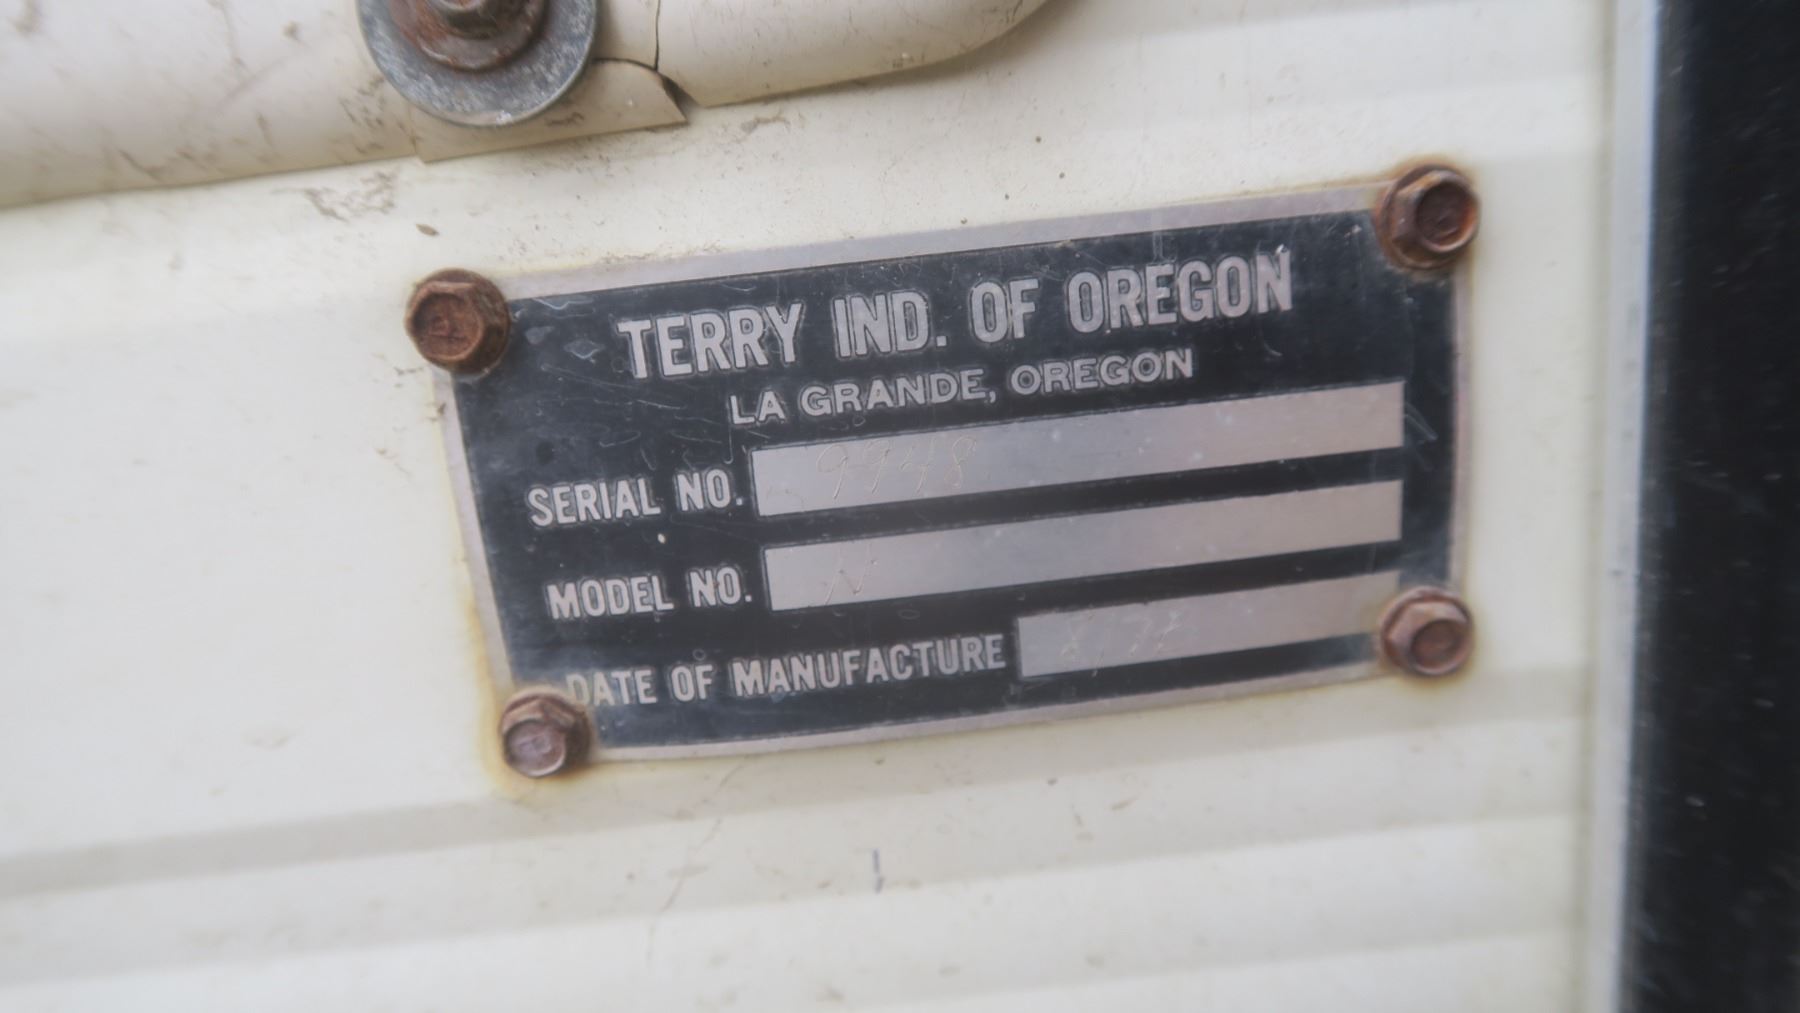 TERRY IND. OF OREGON
LA GRANDE, OREGON
SERIAL NO. 9948
MODEL NO. N
DATE OF MANUFACTURE